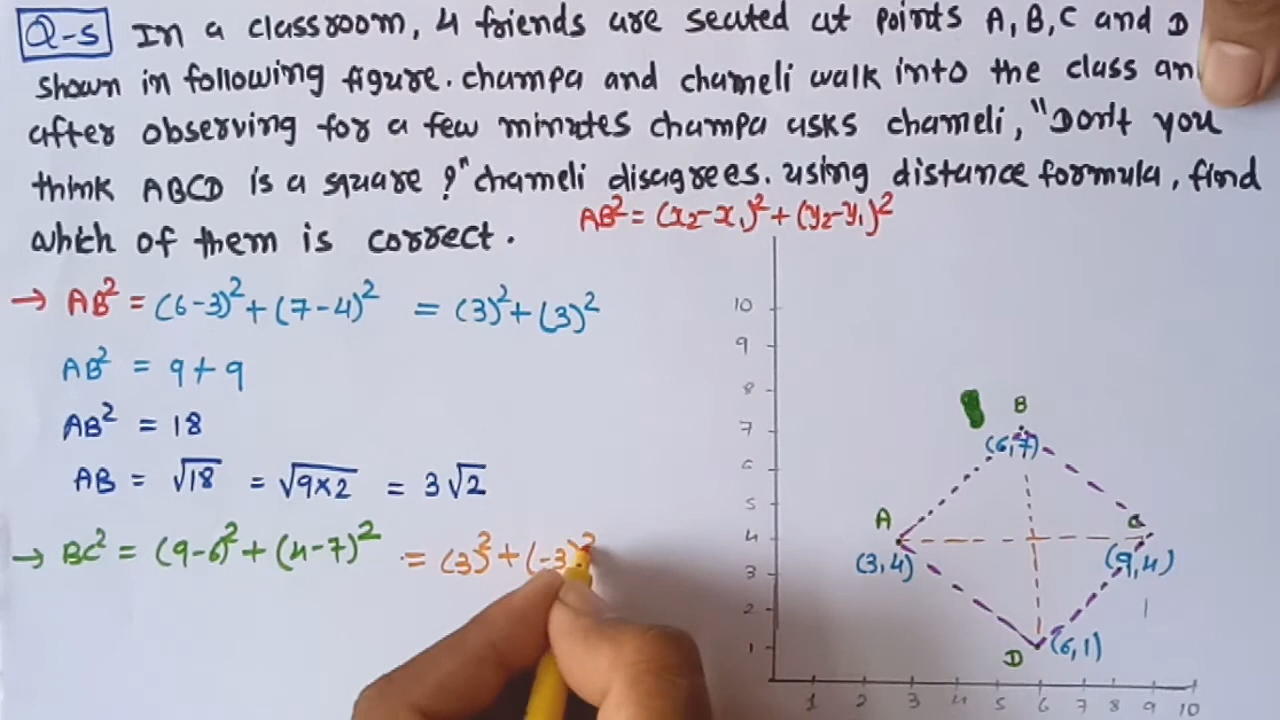 Q-5 In a classroom, 4 friends are seated at points A, B, C and D
shown in following figure. champa and chameli walk into the class an
after observing for a few minutes champa asks chameli, "Don't you
think ABCD is a square ?" chameli disagrees. using distance formula, find
which of them is correct.
AB² = (x₂-x₁)² + (y₂-y₁)²
→ AB² = (6-3)² + (7-4)² = (3)² + (3)²
AB² = 9+9
AB² = 18
AB = √18 = √9×2 = 3√2
→ BC² = (9-6)² + (4-7)² = (3)² + (-3)²
10
9
8
7
6
5
4
3
2
1
B
(6,7)
A
(3,4)
C
(9,4)
D
(6,1)
1 2 3 4 5 6 7 8 9 10